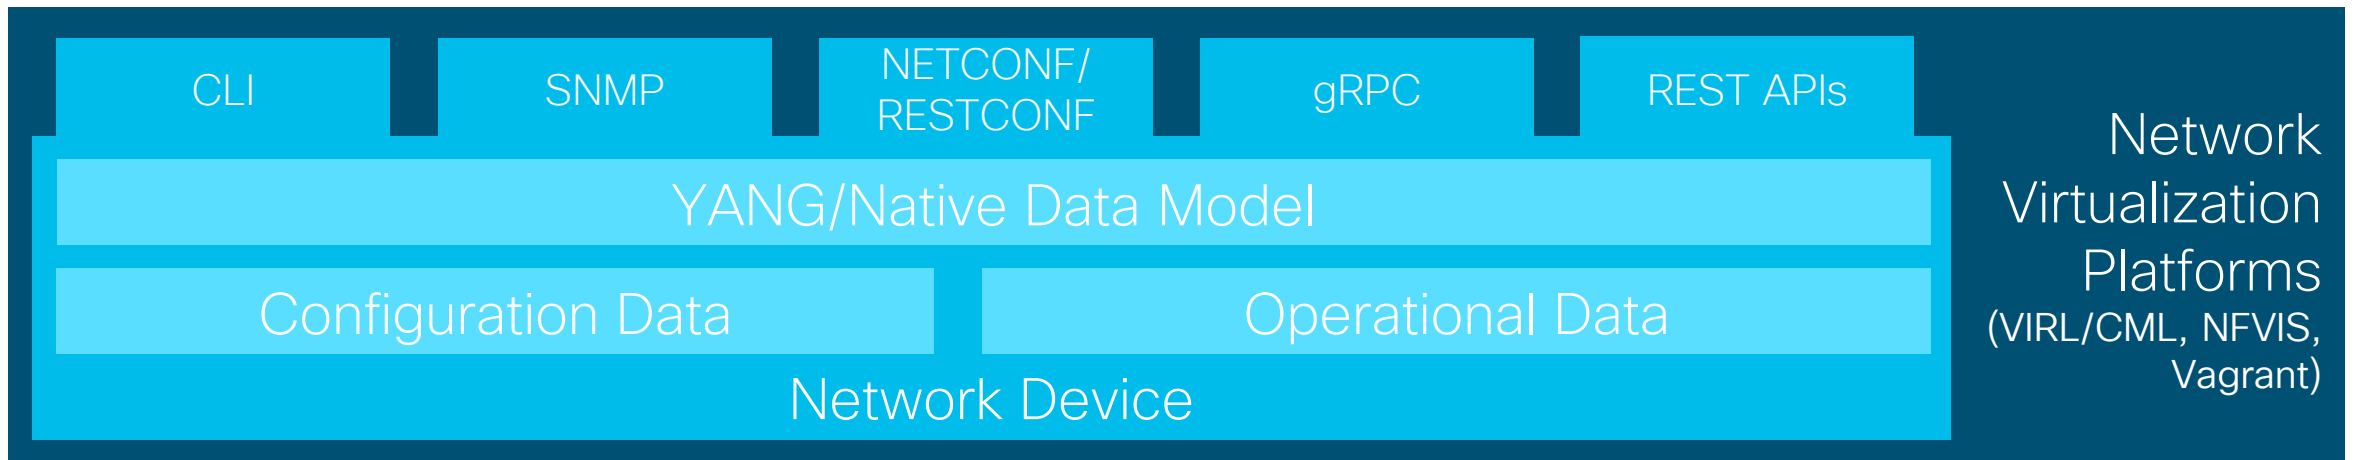 CLI
SNMP
NETCONF/
RESTCONF
gRPC
REST APIs
YANG/Native Data Model
Configuration Data
Operational Data
Network Device
Network
Virtualization
Platforms
(VIRL/CML, NFVIS,
Vagrant)